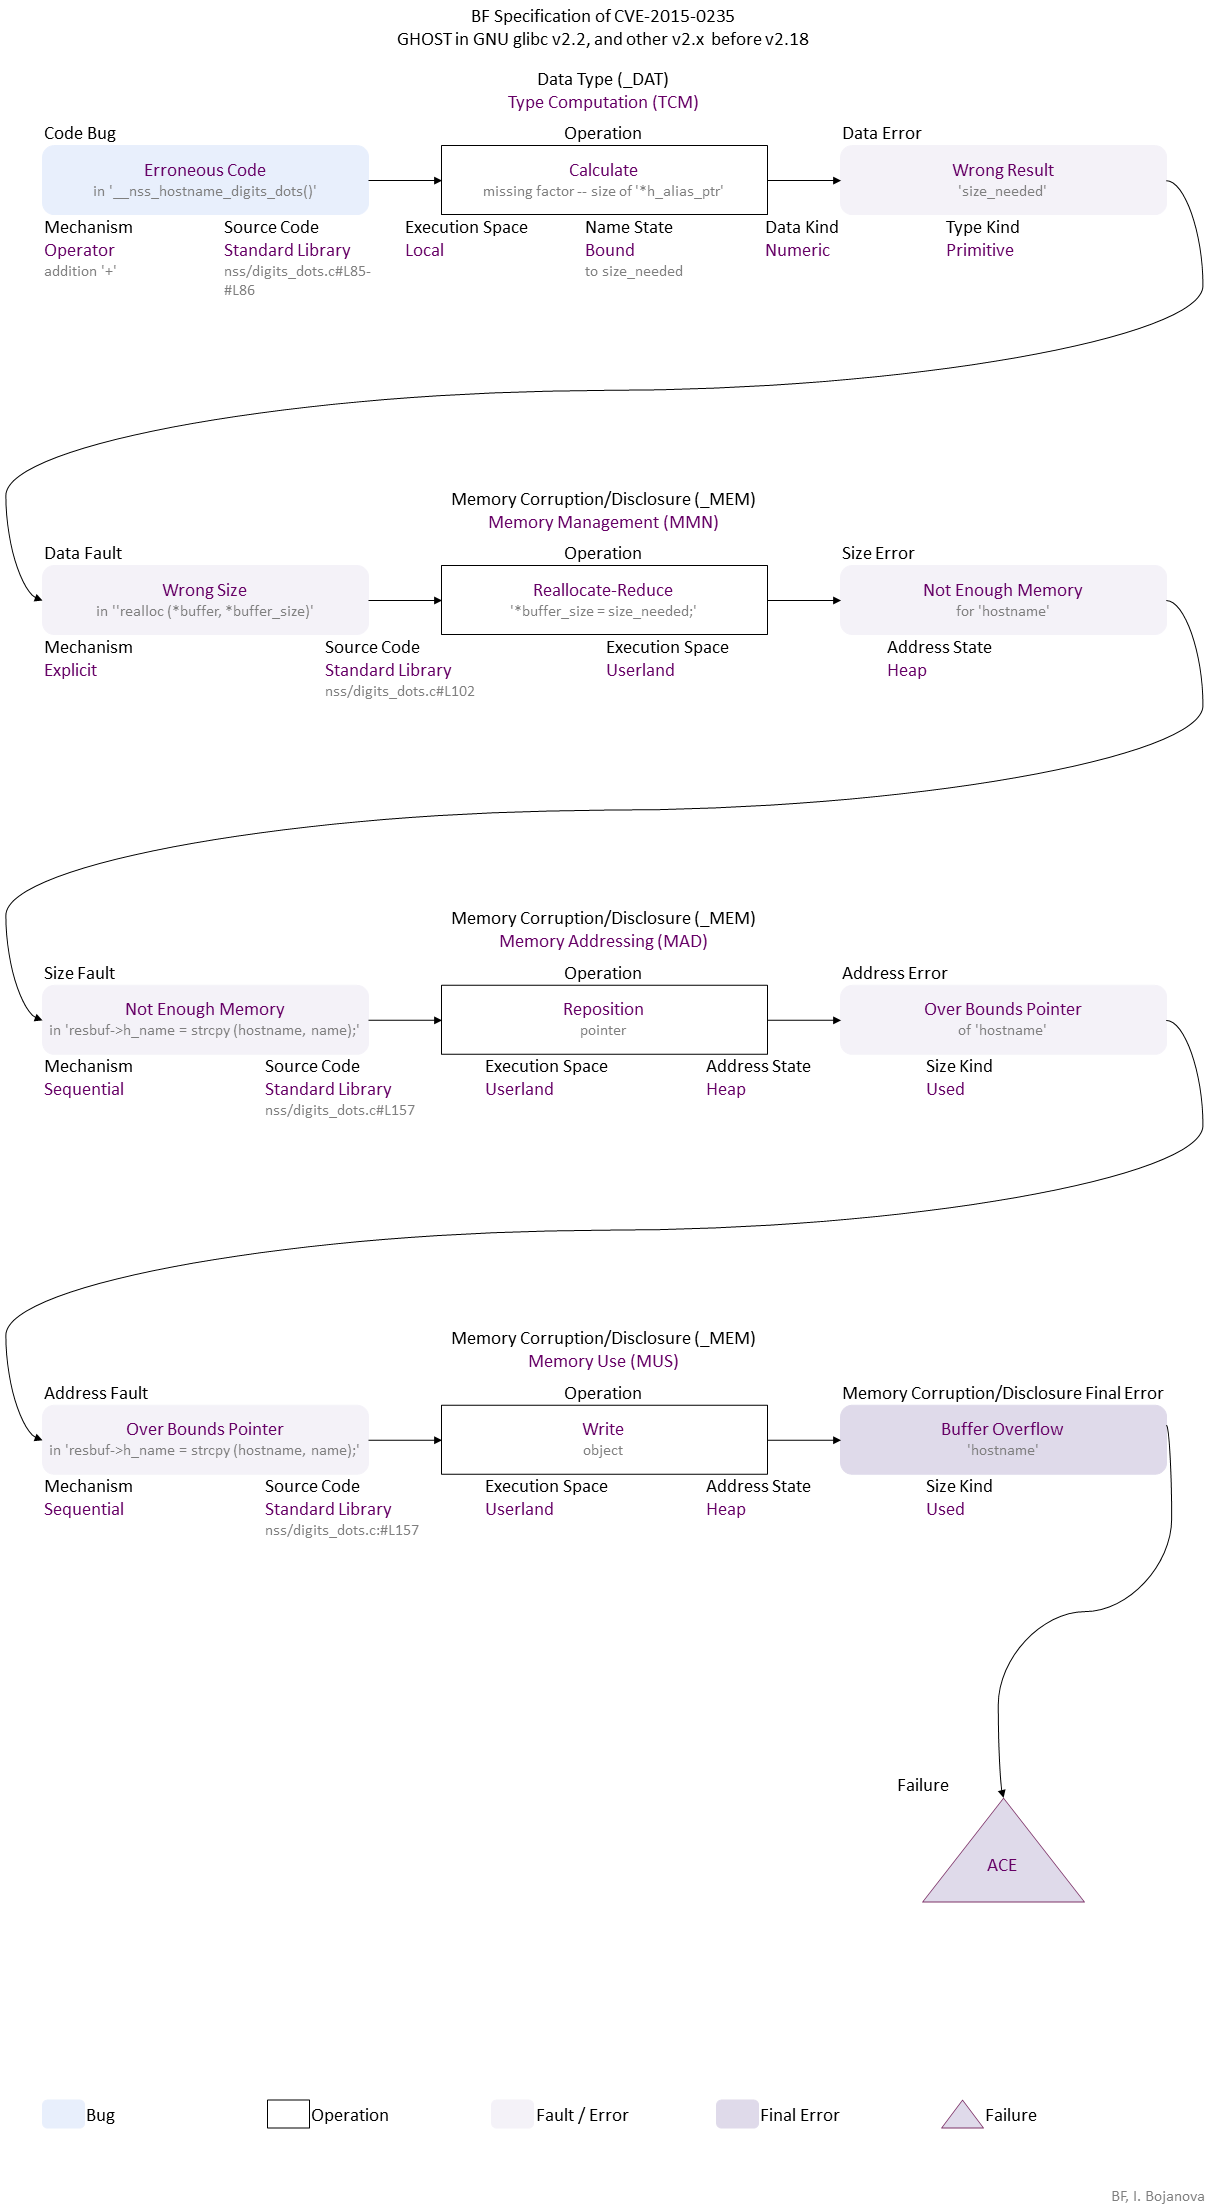 BF Specification of CVE-2015-0235
GHOST in GNU glibc v2.2, and other v2.x before v2.18
Data Type (_DAT)
Type Computation (TCM)
Code Bug
Operation
Data Error
Erroneous Code
in '__nss_hostname_digits_dots()'
Calculate
missing factor -- size of '*h_alias_ptr'
Wrong Result
'size_needed'
Mechanism
Operator
addition '+'
Source Code
Standard Library
nss/digits_dots.c#L85-
#L86
Execution Space
Local
Name State
Bound
to size_needed
Data Kind
Numeric
Type Kind
Primitive
Memory Corruption/Disclosure (_MEM)
Memory Management (MMN)
Data Fault
Operation
Size Error
Wrong Size
in ''realloc (*buffer, *buffer_size)'
Reallocate-Reduce
'*buffer_size = size_needed;'
Not Enough Memory
for 'hostname'
Mechanism
Explicit
Source Code
Standard Library
nss/digits_dots.c#L102
Execution Space
Userland
Address State
Heap
Memory Corruption/Disclosure (_MEM)
Memory Addressing (MAD)
Size Fault
Operation
Address Error
Not Enough Memory
in 'resbuf->h_name = strcpy (hostname, name);'
Reposition
pointer
Over Bounds Pointer
of 'hostname'
Mechanism
Sequential
Source Code
Standard Library
nss/digits_dots.c#L157
Execution Space
Userland
Address State
Heap
Size Kind
Used
Memory Corruption/Disclosure (_MEM)
Memory Use (MUS)
Address Fault
Operation
Memory Corruption/Disclosure Final Error
Over Bounds Pointer
in 'resbuf->h_name = strcpy (hostname, name);'
Write
object
Buffer Overflow
'hostname'
Mechanism
Sequential
Source Code
Standard Library
nss/digits_dots.c:#L157
Execution Space
Userland
Address State
Heap
Size Kind
Used
Failure
ACE
Bug
Operation
Fault / Error
Final Error
Failure
BF, I. Bojanova